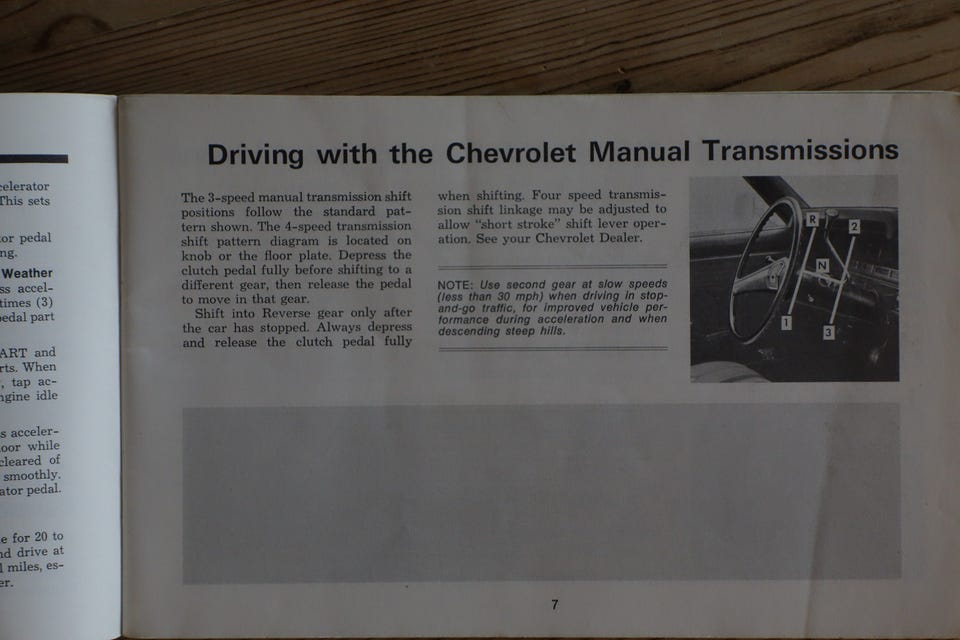 celerator
This sets
tor pedal
ng.
Weather
ss accel-
times (3)
pedal part
ART and
rts. When
, tap ac-
ngine idle
s acceler-
oor while
cleared of
smoothly.
ator pedal.
e for 20 to
nd drive at
l miles, es-
er.
Driving with the Chevrolet Manual Transmissions
The 3-speed manual transmission shift
positions follow the standard pat-
tern shown. The 4-speed transmission
shift pattern diagram is located on
knob or the floor plate. Depress the
clutch pedal fully before shifting to a
different gear, then release the pedal
to move in that gear.
Shift into Reverse gear only after
the car has stopped. Always depress
and release the clutch pedal fully
when shifting. Four speed transmis-
sion shift linkage may be adjusted to
allow “short stroke” shift lever oper-
ation. See your Chevrolet Dealer.
NOTE: Use second gear at slow speeds
(less than 30 mph) when driving in stop-
and-go traffic, for improved vehicle per-
formance during acceleration and when
descending steep hills.
R
2
N
1
3
7